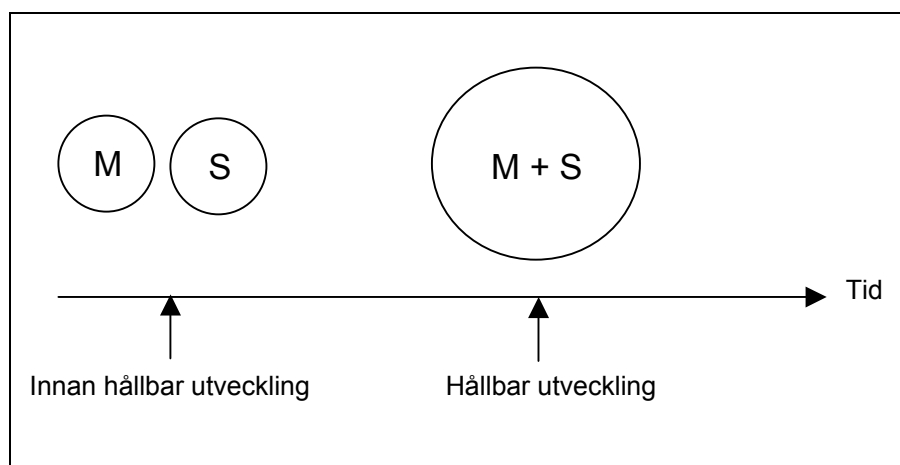 M
S
M + S
Tid
Innan hållbar utveckling
Hållbar utveckling